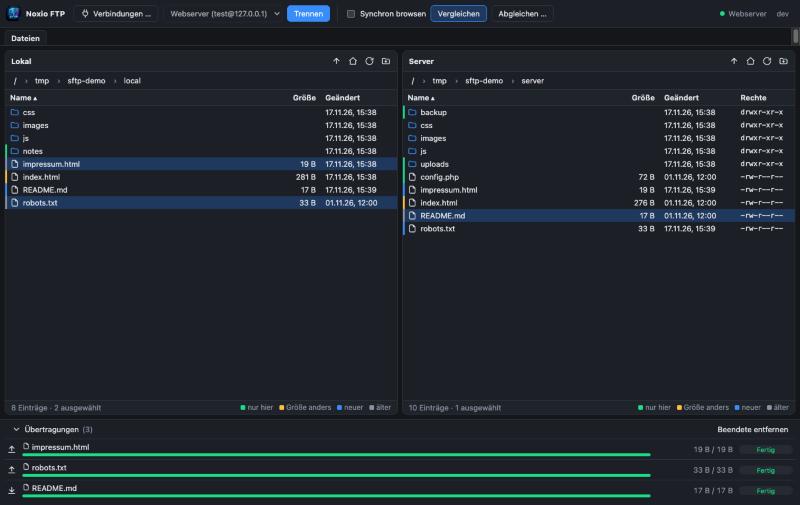 Noxio FTP Verbindungen ... Webserver (test@127.0.0.1) Trennen Synchron browsen Vergleichen Abgleichen ... Webserver dev
Dateien
Lokal
/ › tmp › sftp-demo › local
Name ▴ Größe Geändert
css 17.11.26, 15:38
images 17.11.26, 15:38
js 17.11.26, 15:38
notes 17.11.26, 15:38
impressum.html 19 B 17.11.26, 15:38
index.html 281 B 17.11.26, 15:38
README.md 17 B 17.11.26, 15:39
robots.txt 33 B 01.11.26, 12:00
8 Einträge · 2 ausgewählt nur hier Größe anders neuer älter
Server
/ › tmp › sftp-demo › server
Name ▴ Größe Geändert Rechte
backup 17.11.26, 15:38 drwxr-xr-x
css 17.11.26, 15:38 drwxr-xr-x
images 17.11.26, 15:38 drwxr-xr-x
js 17.11.26, 15:38 drwxr-xr-x
uploads 17.11.26, 15:38 drwxr-xr-x
config.php 72 B 01.11.26, 12:00 -rw-r--r--
impressum.html 19 B 17.11.26, 15:39 -rw-r--r--
index.html 276 B 01.11.26, 12:00 -rw-r--r--
README.md 17 B 01.11.26, 12:00 -rw-r--r--
robots.txt 33 B 17.11.26, 15:39 -rw-r--r--
10 Einträge · 1 ausgewählt nur hier Größe anders neuer älter
Übertragungen (3) Beendete entfernen
impressum.html 19 B / 19 B Fertig
robots.txt 33 B / 33 B Fertig
README.md 17 B / 17 B Fertig